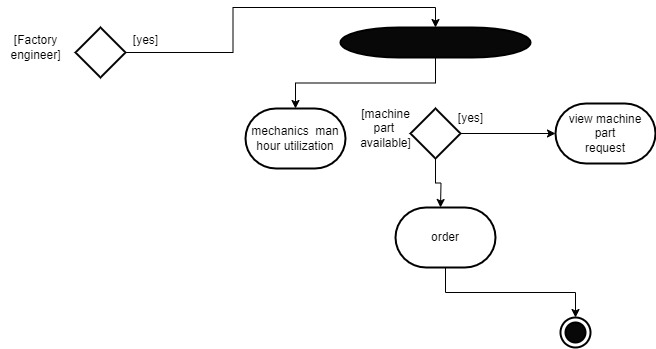 [Factory
engineer]
[yes]
mechanics man
hour utilization
[machine
part
available]
[yes]
view machine
part
request
order